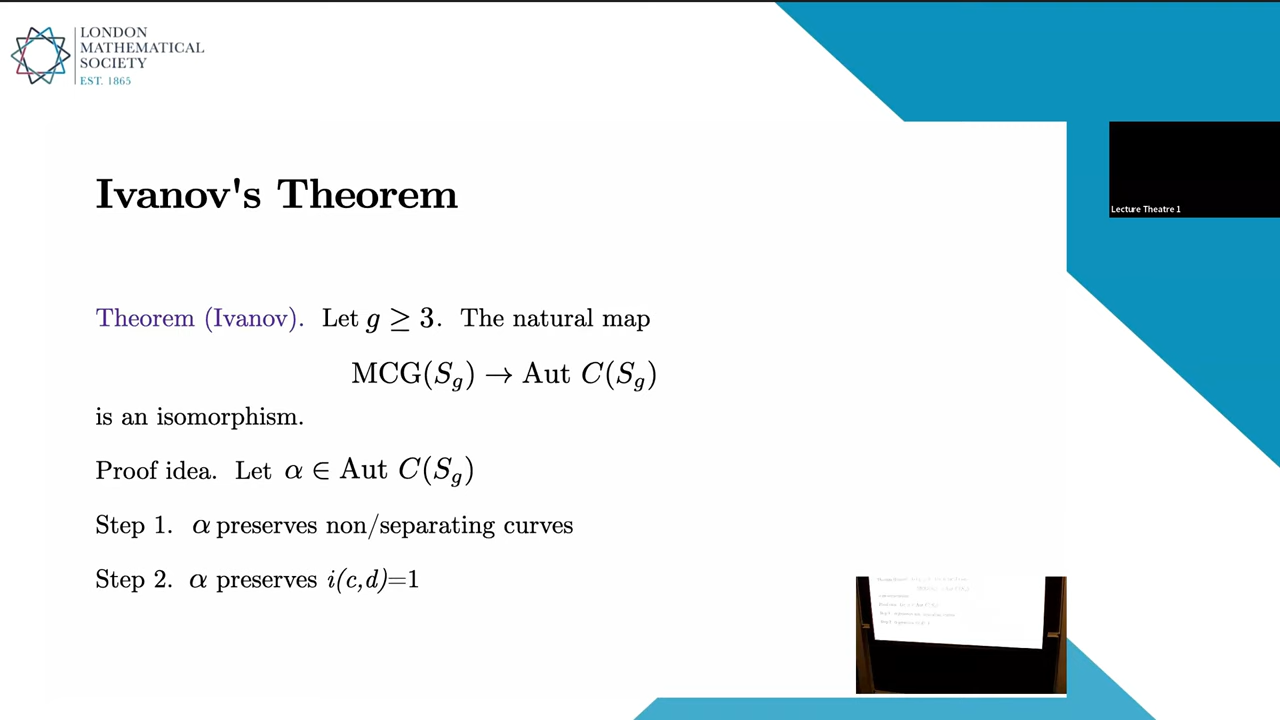 LONDON
MATHEMATICAL
SOCIETY
EST. 1865
Ivanov's Theorem
Lecture Theatre 1
Theorem (Ivanov). Let g ≥ 3. The natural map
MCG(S_g) → Aut C(S_g)
is an isomorphism.
Proof idea. Let α ∈ Aut C(S_g)
Step 1. α preserves non/separating curves
Step 2. α preserves i(c,d)=1